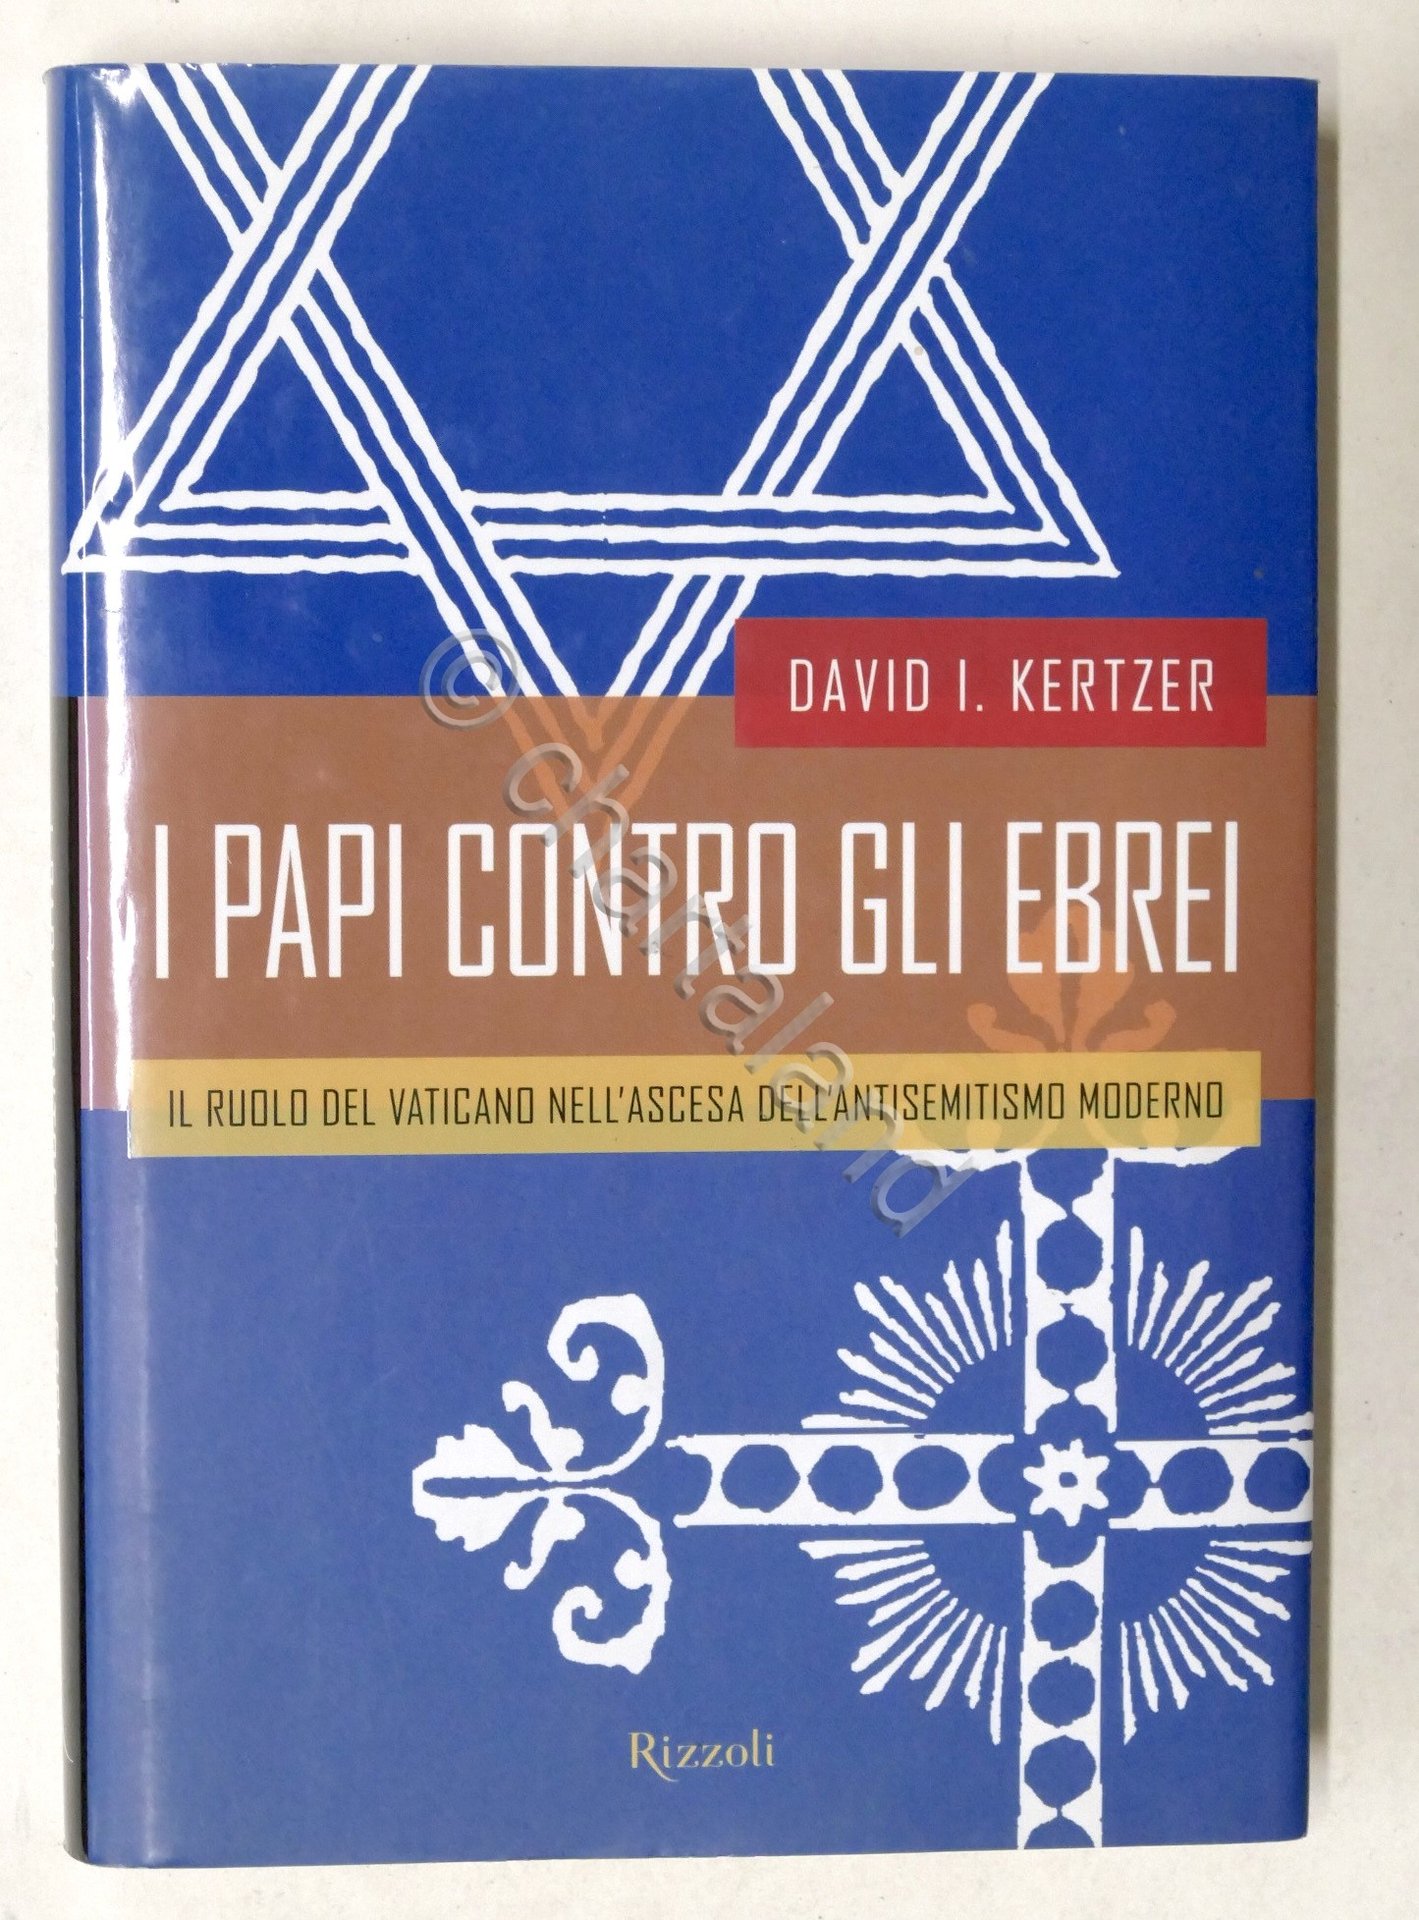 DAVID I. KERTZER
I PAPI CONTRO GLI EBREI
IL RUOLO DEL VATICANO NELL'ASCESA DELL'ANTISEMITISMO MODERNO
Rizzoli
© chartaland